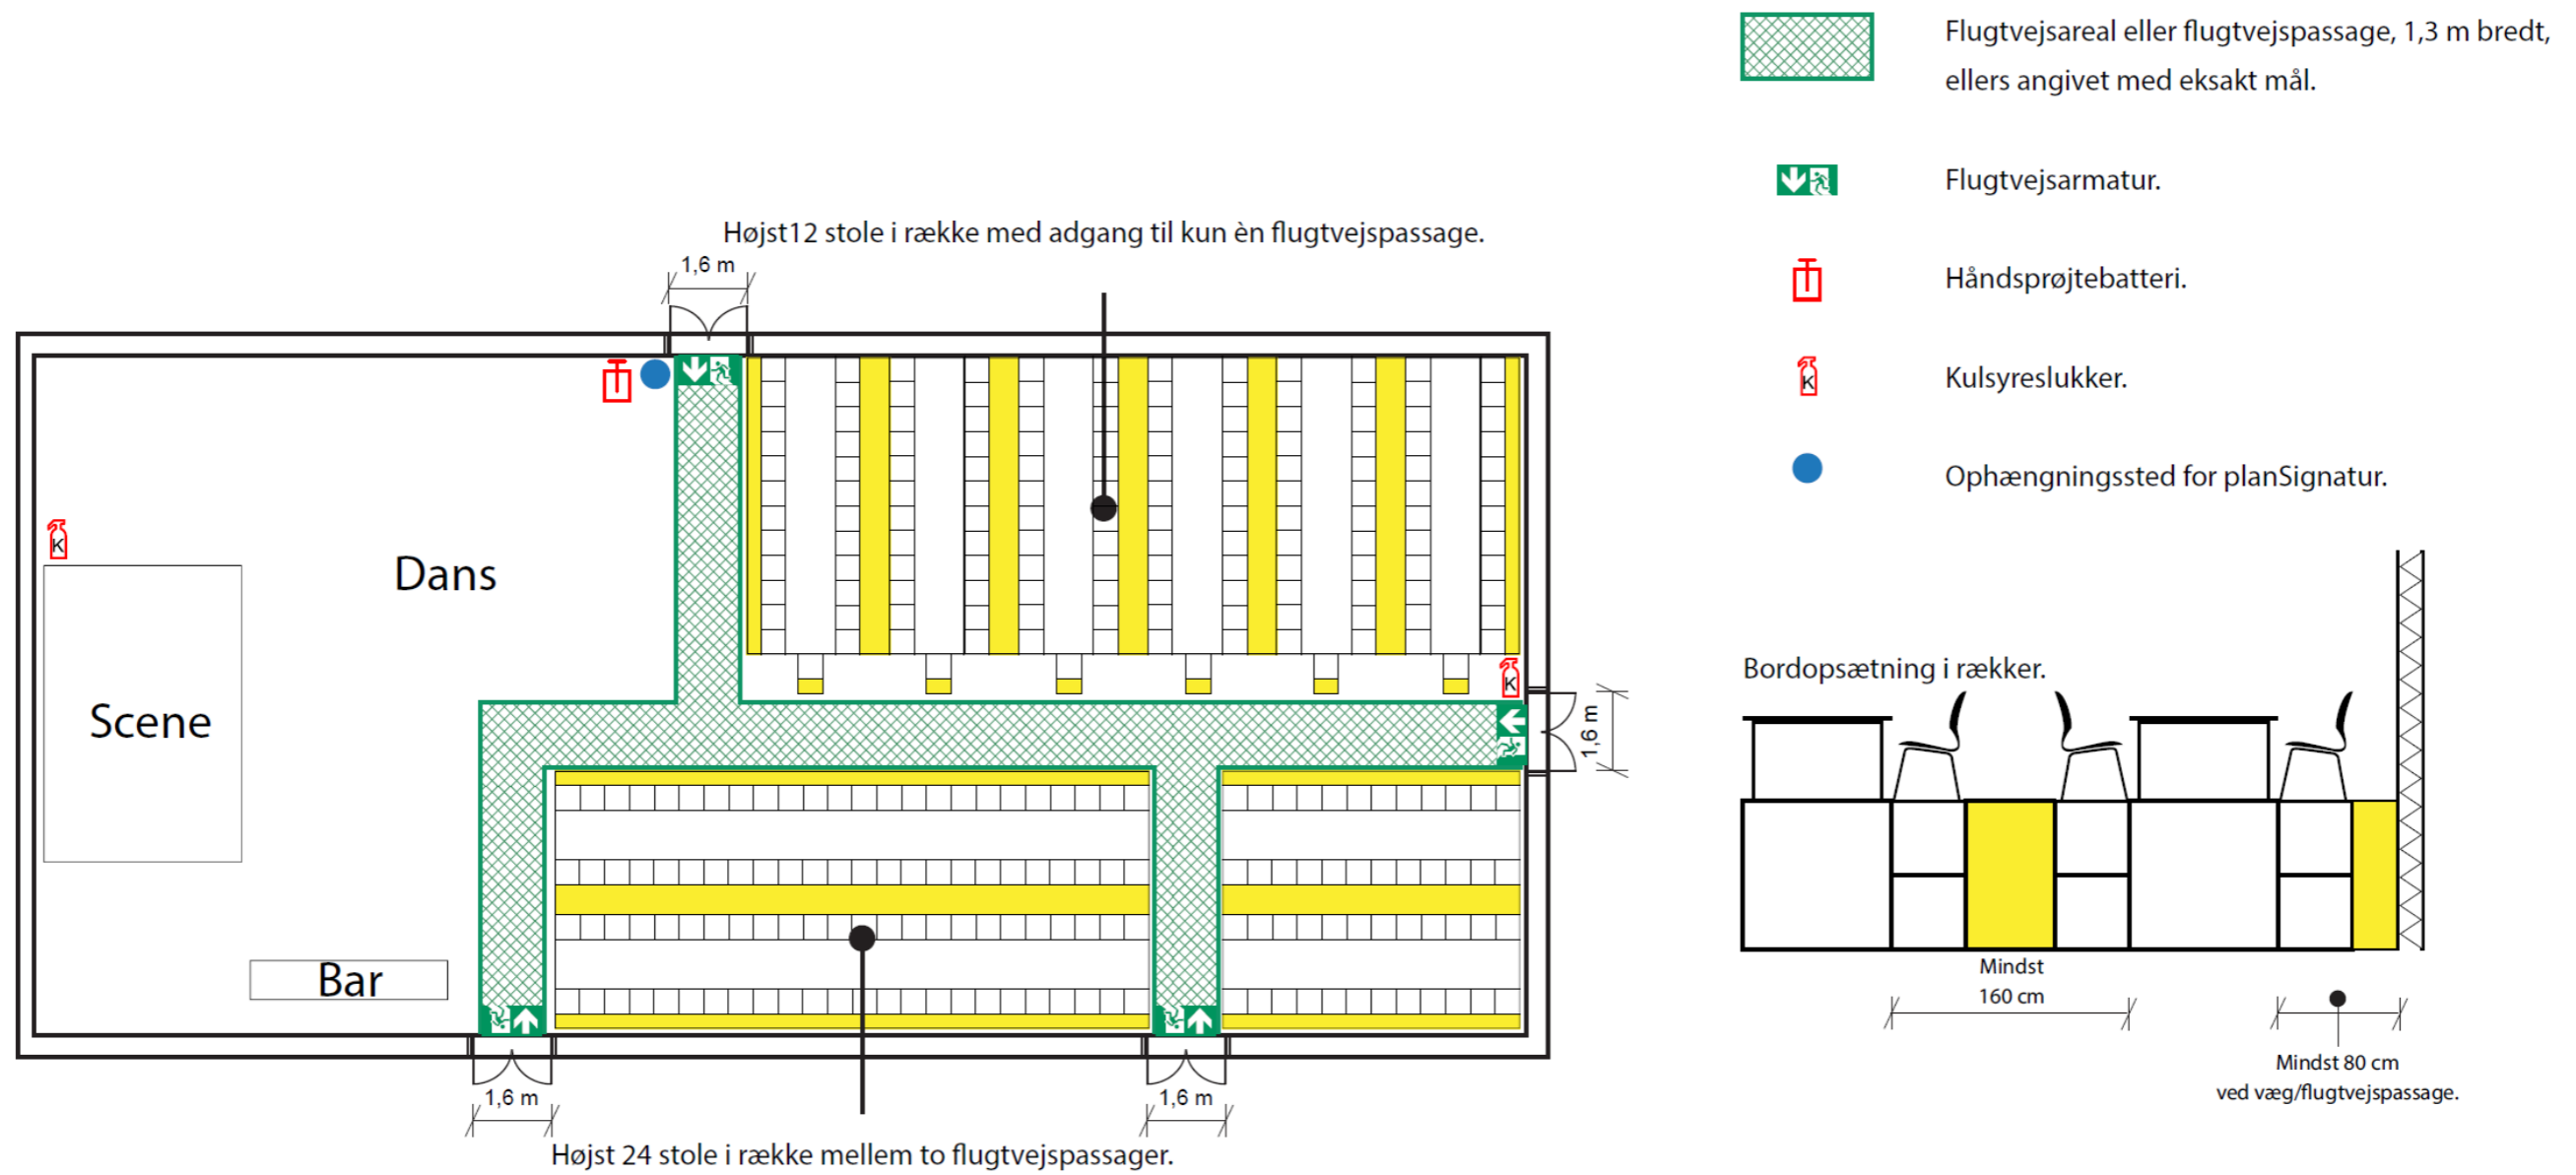 Flugtvejsareal eller flugtvejspassage, 1,3 m bredt,
ellers angivet med eksakt mål.
Flugtvejsarmatur.
Håndsprøjtebatteri.
K
Kulsyreslukker.
Ophængningssted for planSignatur.
Højst12 stole i række med adgang til kun èn flugtvejspassage.
1,6 m
K
Dans
Scene
Bar
K
1,6 m
1,6 m
1,6 m
Højst 24 stole i række mellem to flugtvejspassager.
Bordopsætning i rækker.
Mindst
160 cm
Mindst 80 cm
ved væg/flugtvejspassage.